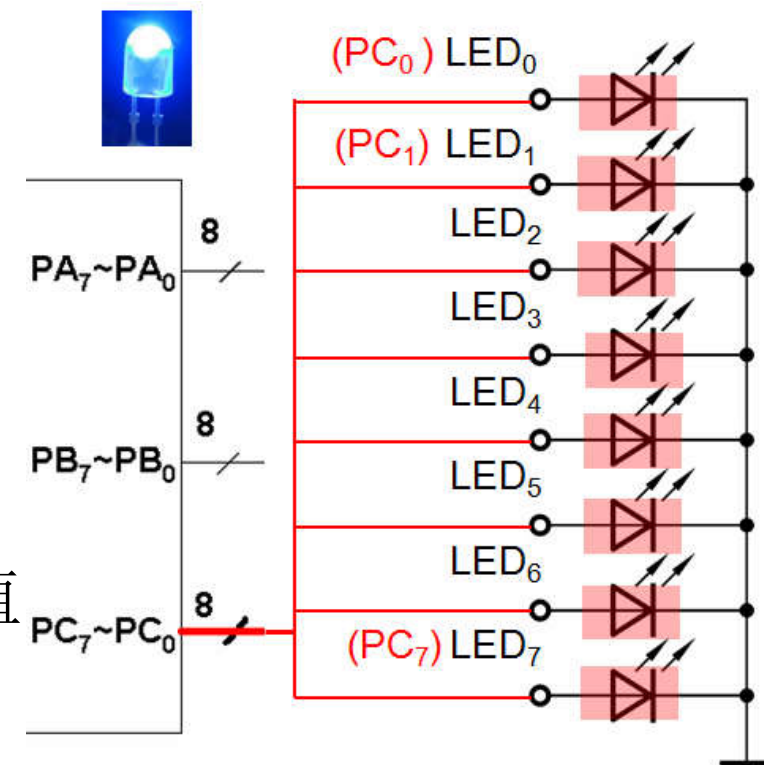 (PC₀ ) LED₀
(PC₁) LED₁
LED₂
8
PA₇~PA₀
LED₃
LED₄
8
PB₇~PB₀
LED₅
LED₆
8
PC₇~PC₀
(PC₇) LED₇